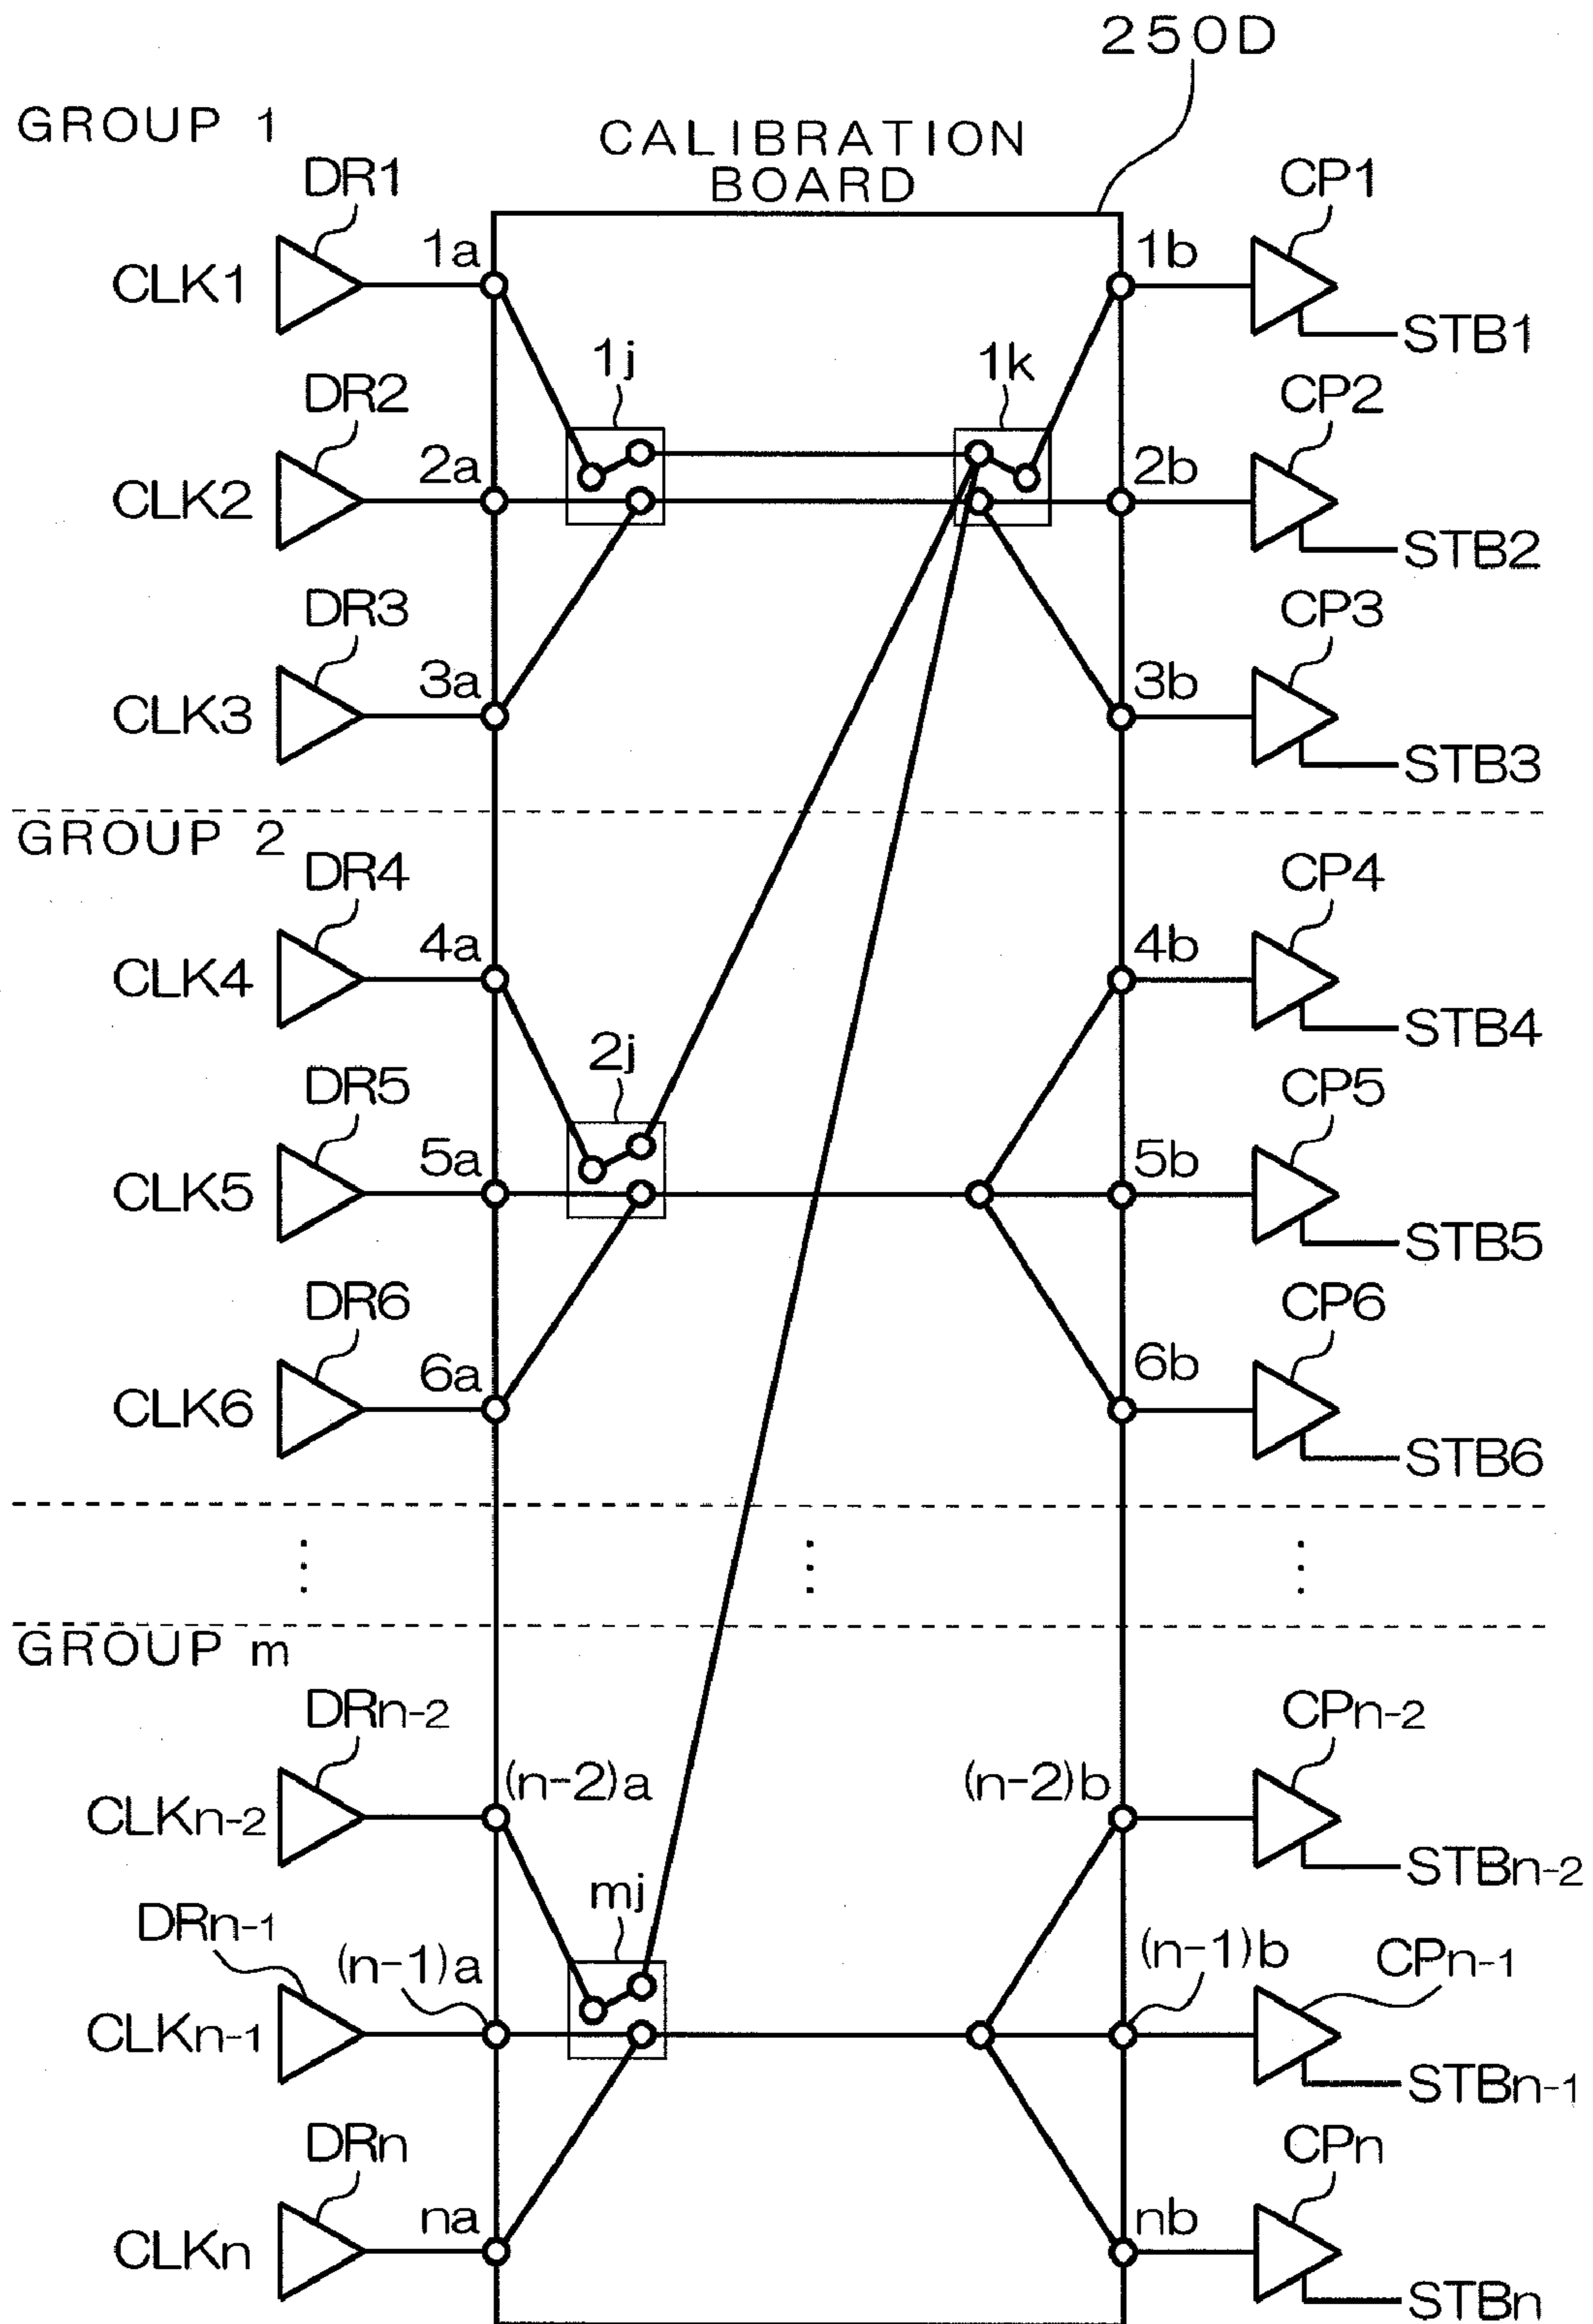 250D
GROUP 1
CALIBRATION
BOARD
DR1
CP1
1a
1b
CLK1
STB1
1j
1k
DR2
CP2
2a
2b
CLK2
STB2
DR3
CP3
3a
3b
CLK3
STB3
GROUP 2
DR4
CP4
4a
4b
CLK4
STB4
2j
DR5
CP5
5a
5b
CLK5
STB5
DR6
CP6
6a
6b
CLK6
STB6
GROUP m
DRn-2
CPn-2
(n-2)a
(n-2)b
CLKn-2
STBn-2
mj
DRn-1
(n-1)a
(n-1)b
CPn-1
CLKn-1
STBn-1
DRn
CPn
na
nb
CLKn
STBn